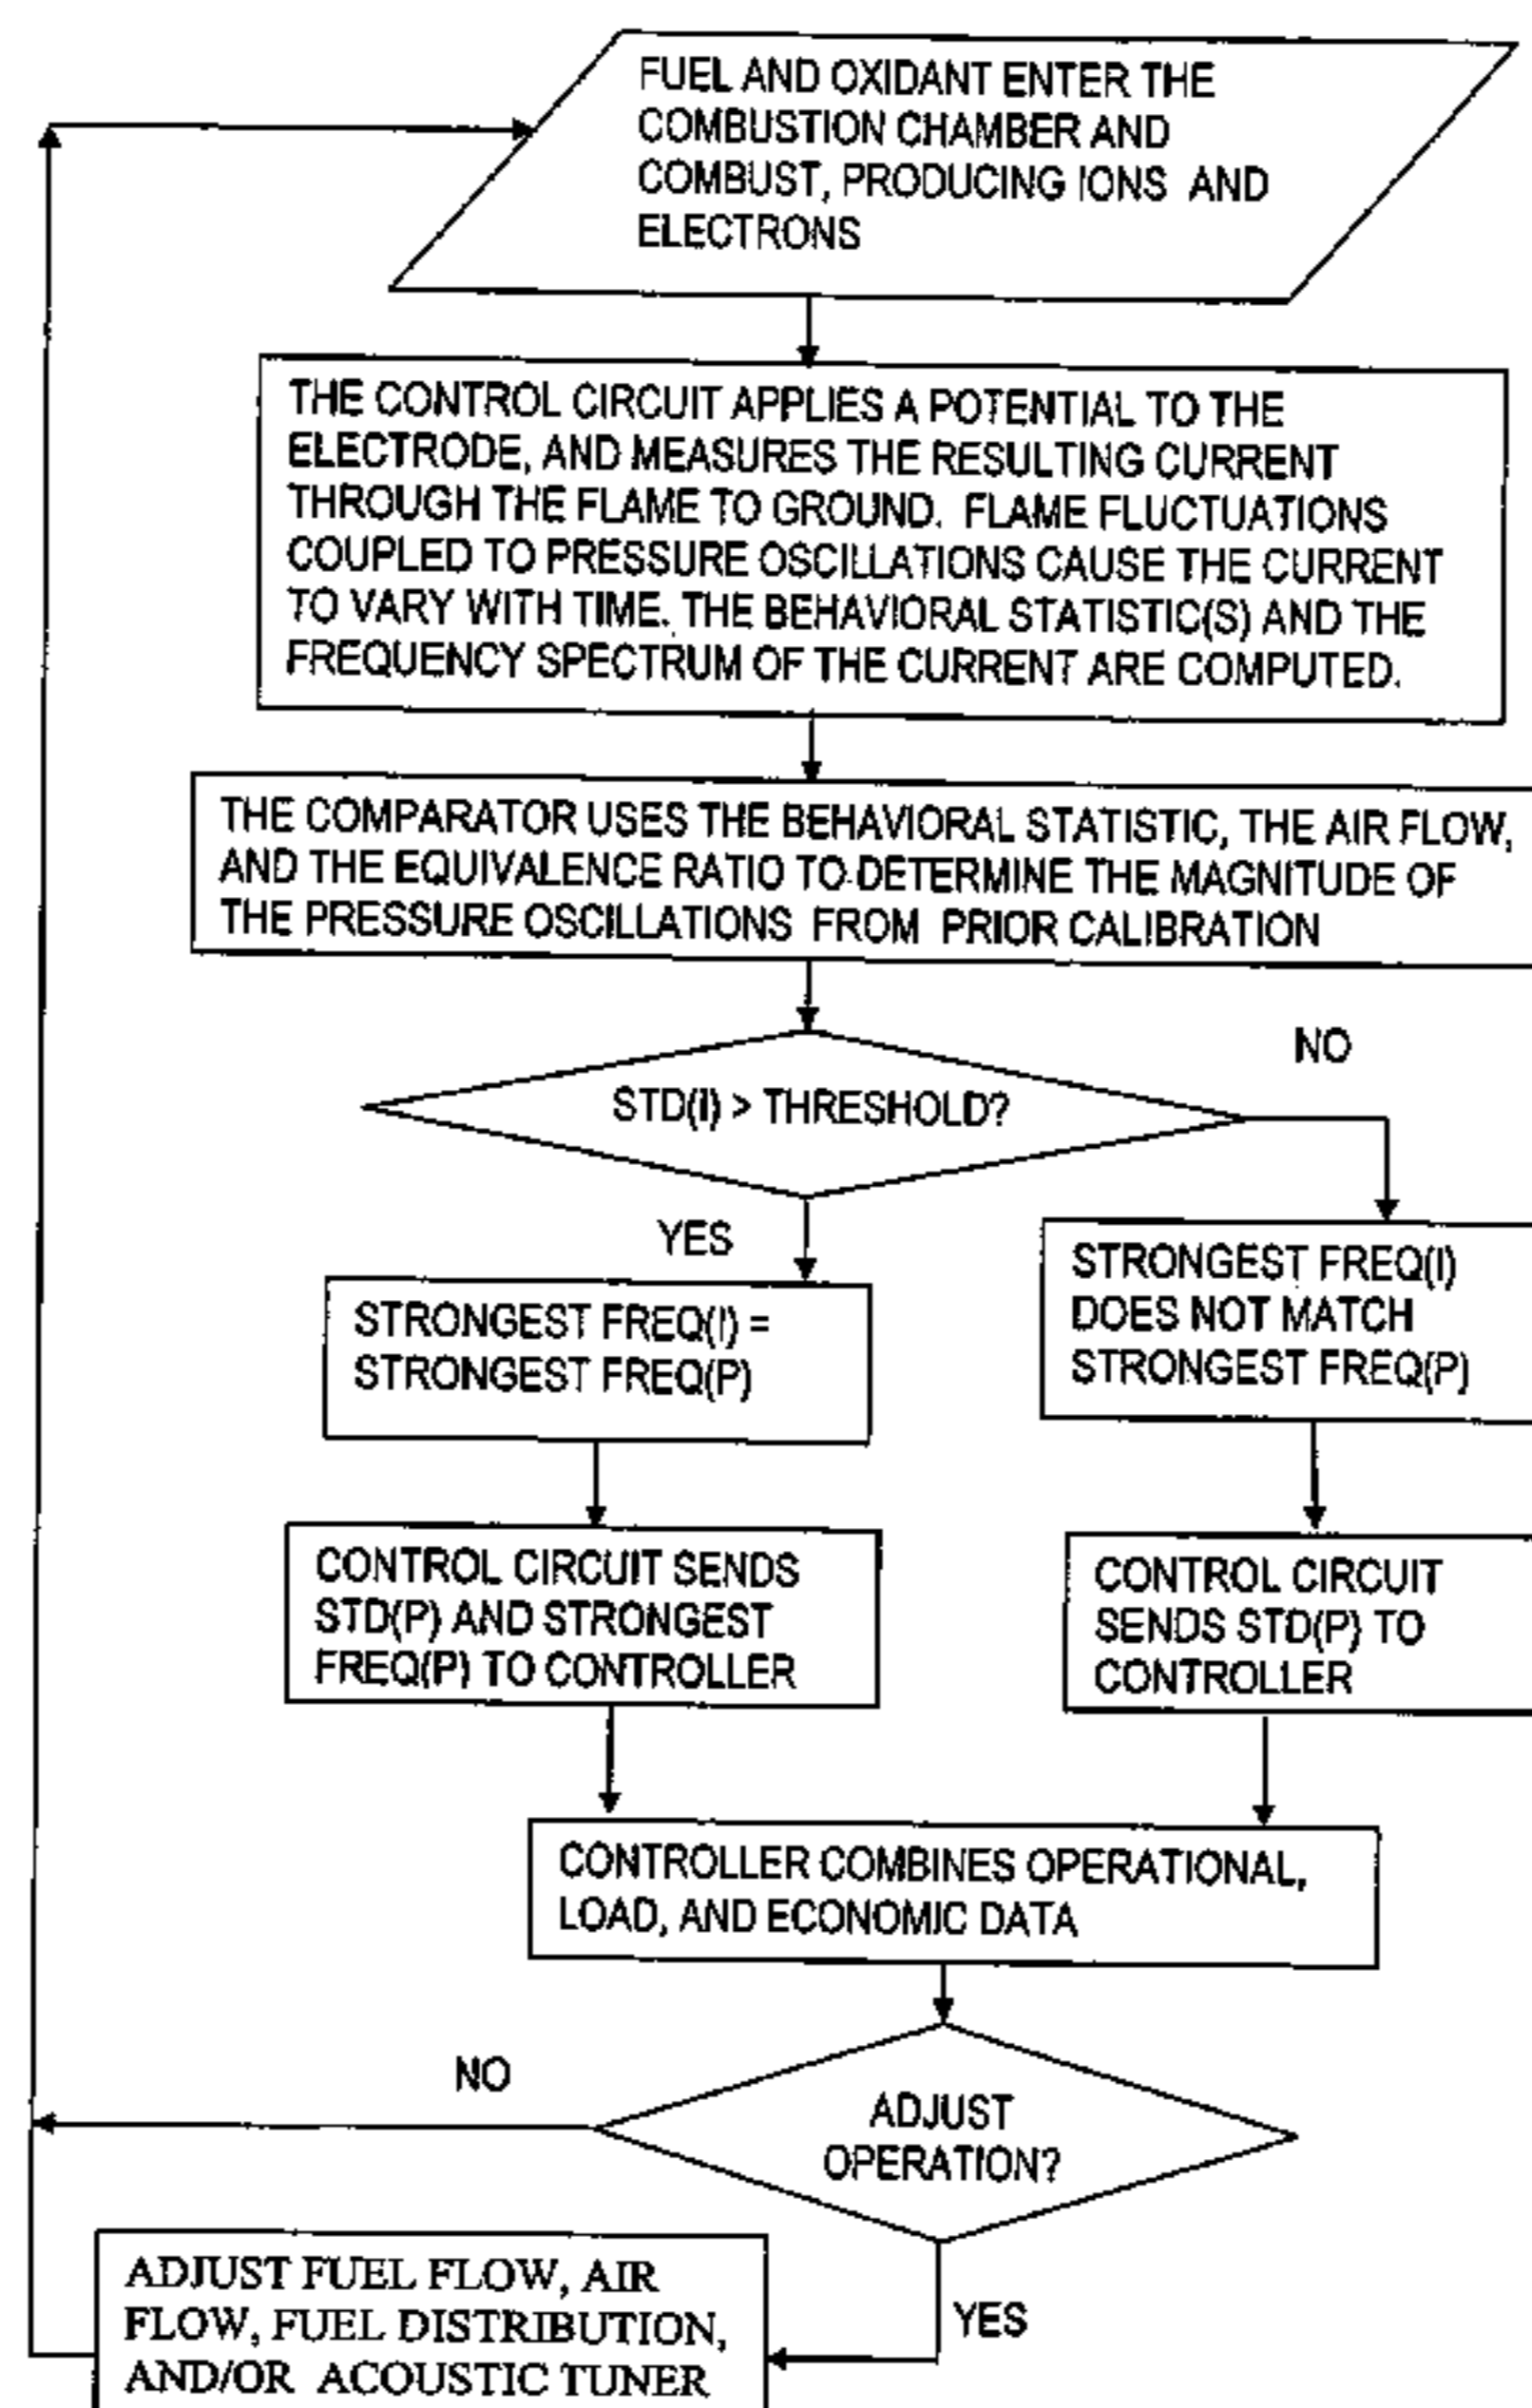 FUEL AND OXIDANT ENTER THE
COMBUSTION CHAMBER AND
COMBUST, PRODUCING IONS AND
ELECTRONS
THE CONTROL CIRCUIT APPLIES A POTENTIAL TO THE
ELECTRODE, AND MEASURES THE RESULTING CURRENT
THROUGH THE FLAME TO GROUND. FLAME FLUCTUATIONS
COUPLED TO PRESSURE OSCILLATIONS CAUSE THE CURRENT
TO VARY WITH TIME. THE BEHAVIORAL STATISTIC(S) AND THE
FREQUENCY SPECTRUM OF THE CURRENT ARE COMPUTED.
THE COMPARATOR USES THE BEHAVIORAL STATISTIC, THE AIR FLOW,
AND THE EQUIVALENCE RATIO TO DETERMINE THE MAGNITUDE OF
THE PRESSURE OSCILLATIONS FROM PRIOR CALIBRATION
NO
STD(I) > THRESHOLD?
YES
STRONGEST FREQ(I) =
STRONGEST FREQ(P)
STRONGEST FREQ(I)
DOES NOT MATCH
STRONGEST FREQ(P)
CONTROL CIRCUIT SENDS
STD(P) AND STRONGEST
FREQ(P) TO CONTROLLER
CONTROL CIRCUIT
SENDS STD(P) TO
CONTROLLER
CONTROLLER COMBINES OPERATIONAL,
LOAD, AND ECONOMIC DATA
NO
ADJUST
OPERATION?
YES
ADJUST FUEL FLOW, AIR
FLOW, FUEL DISTRIBUTION,
AND/OR ACOUSTIC TUNER